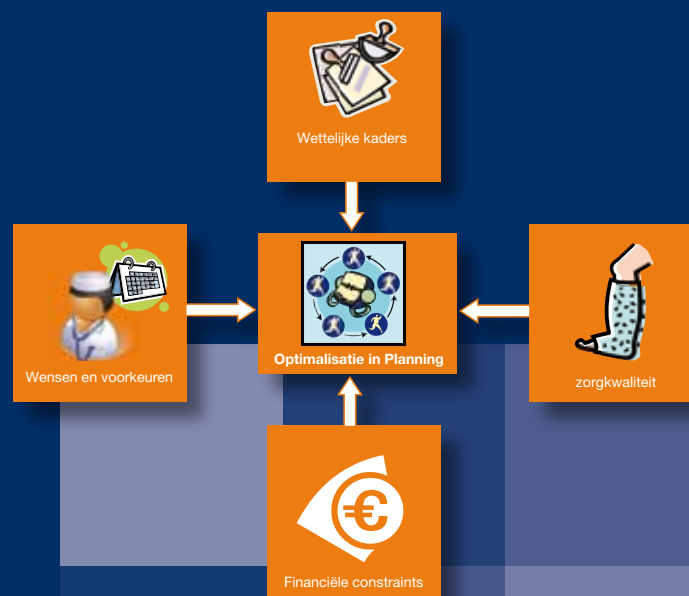 Wettelijke kaders
Optimalisatie in Planning
Wensen en voorkeuren
zorgkwaliteit
€
Financiële constraints